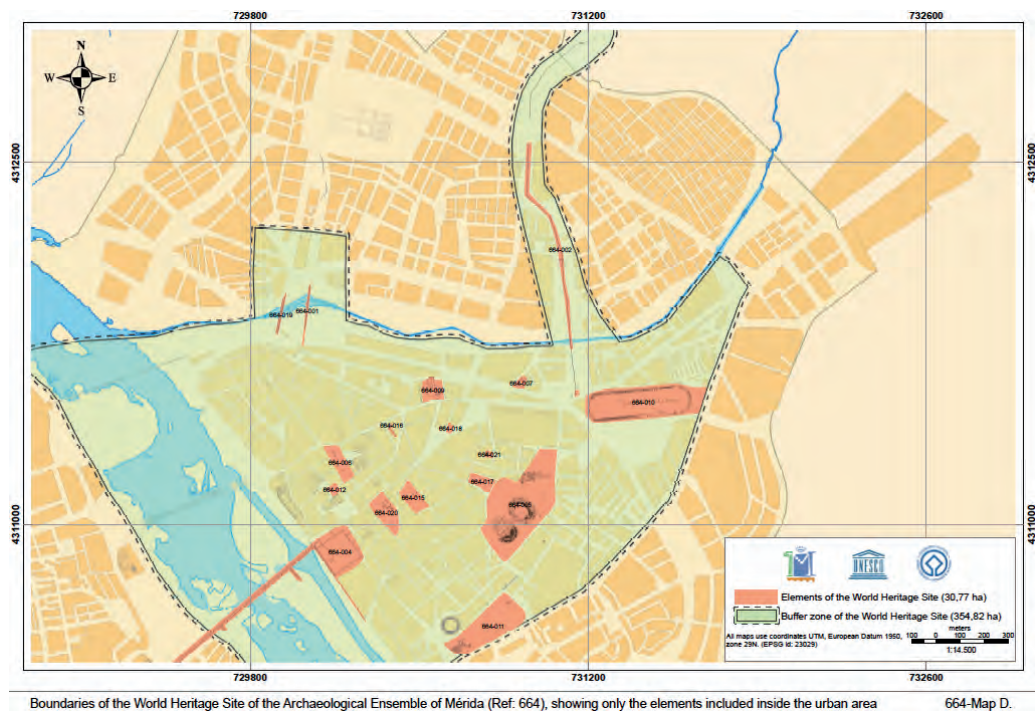 729800
731200
732600
N
W E
S
4312500
4312500
664-002
664-019
664-001
664-007
664-009
664-010
664-016
664-018
664-021
664-006
664-017
664-012
664-015
664-020
4311000
4311000
664-004
UNESCO
Elements of the World Heritage Site (30,77 ha)
Buffer zone of the World Heritage Site (354,82 ha)
664-011
All maps use coordinates UTM, European Datum 1950,
zone 29N. (EPSG Id: 23029)
meters
100 0 100 200 300
1:14.500
729800
731200
732600
Boundaries of the World Heritage Site of the Archaeological Ensemble of Mérida (Ref: 664), showing only the elements included inside the urban area
664-Map D.